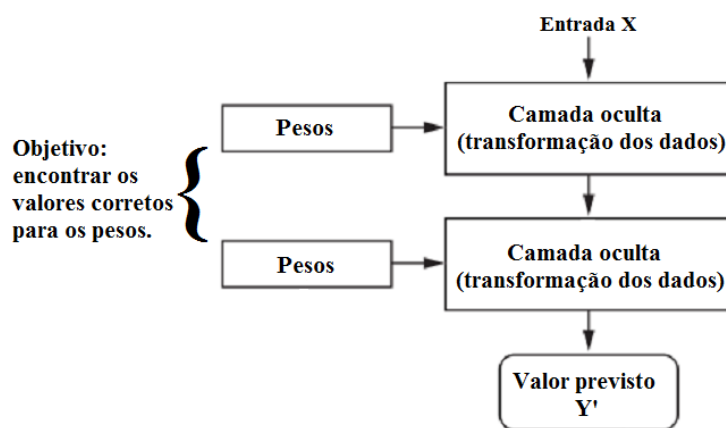 Entrada X
Pesos
Camada oculta
(transformação dos dados)
Objetivo:
encontrar os
valores corretos
para os pesos.
{
Pesos
Camada oculta
(transformação dos dados)
Valor previsto
Y'